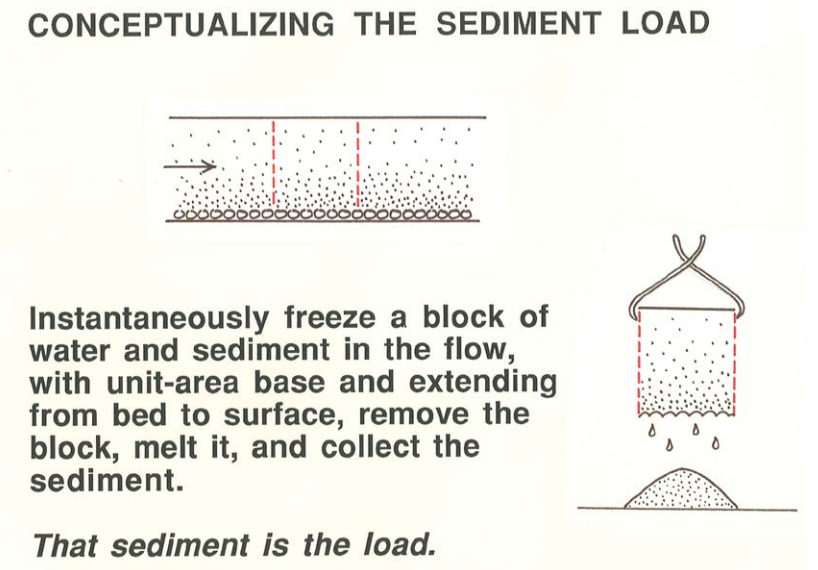 CONCEPTUALIZING THE SEDIMENT LOAD
Instantaneously freeze a block of
water and sediment in the flow,
with unit-area base and extending
from bed to surface, remove the
block, melt it, and collect the
sediment.
That sediment is the load.